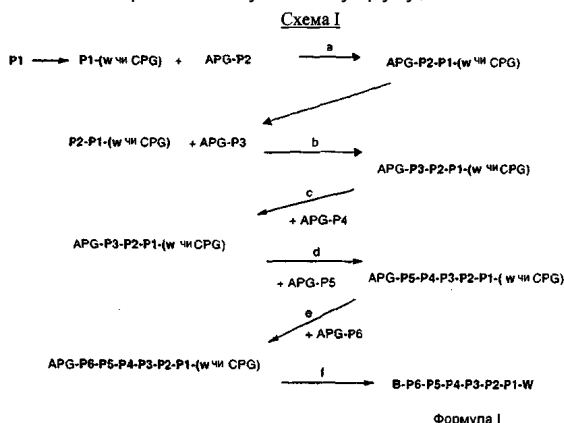 Схема I
P1 P1-(w чи CPG) + APG-P2 a APG-P2-P1-(w чи CPG)
P2-P1-(w чи CPG) + APG-P3 b APG-P3-P2-P1-(w чи CPG)
c
+ APG-P4
APG-P3-P2-P1-(w чи CPG) d
+ APG-P5 APG-P5-P4-P3-P2-P1-( w чи CPG)
e
+ APG-P6
APG-P6-P5-P4-P3-P2-P1-(w чи CPG) f B-P6-P5-P4-P3-P2-P1-W
Формула I